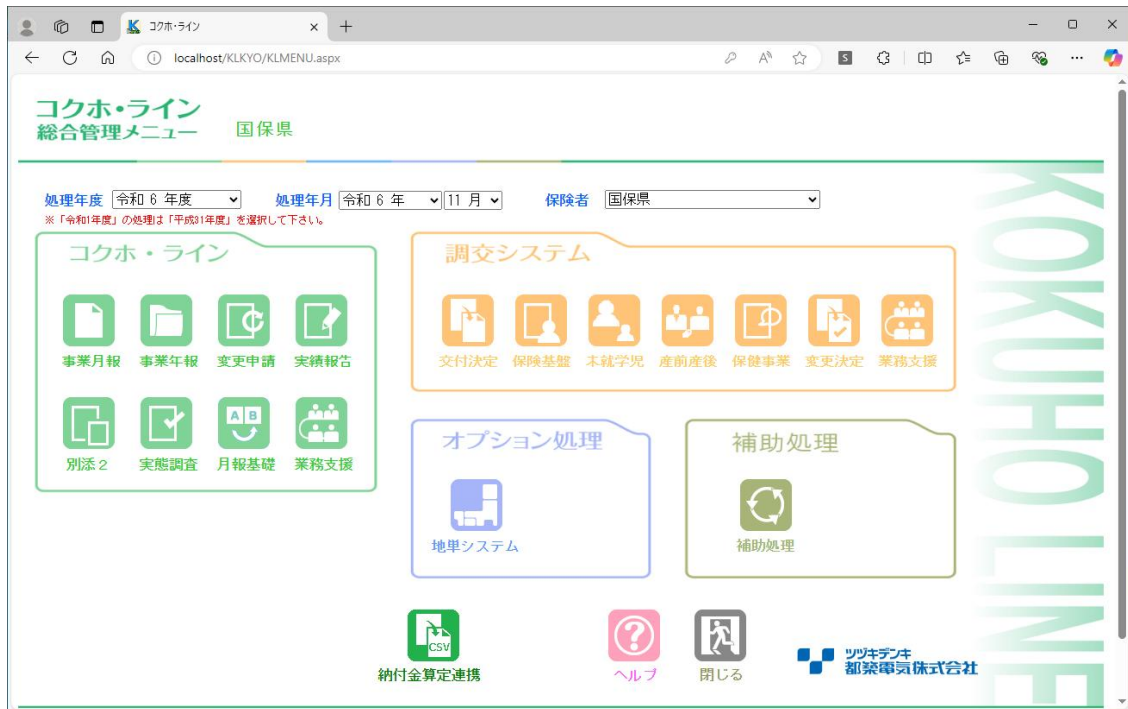 コクホ・ライン
localhost/KLKYO/KLMENU.aspx
コクホ・ライン
総合管理メニュー 国保県
処理年度 令和 6 年度 処理年月 令和 6 年 11 月 保険者 国保県
※「令和1年度」の処理は「平成31年度」を選択して下さい。
コクホ・ライン
事業月報 事業年報 変更申請 実績報告
A B
別添2 実態調査 月報基礎 業務支援
調交システム
交付決定 保険基盤 未就学児 産前産後 保健事業 変更決定 業務支援
オプション処理
地単システム
補助処理
補助処理
CSV
納付金算定連携
?
ヘルプ
閉じる
ツヅキデンキ
都築電気株式会社
KOKUHO LINE